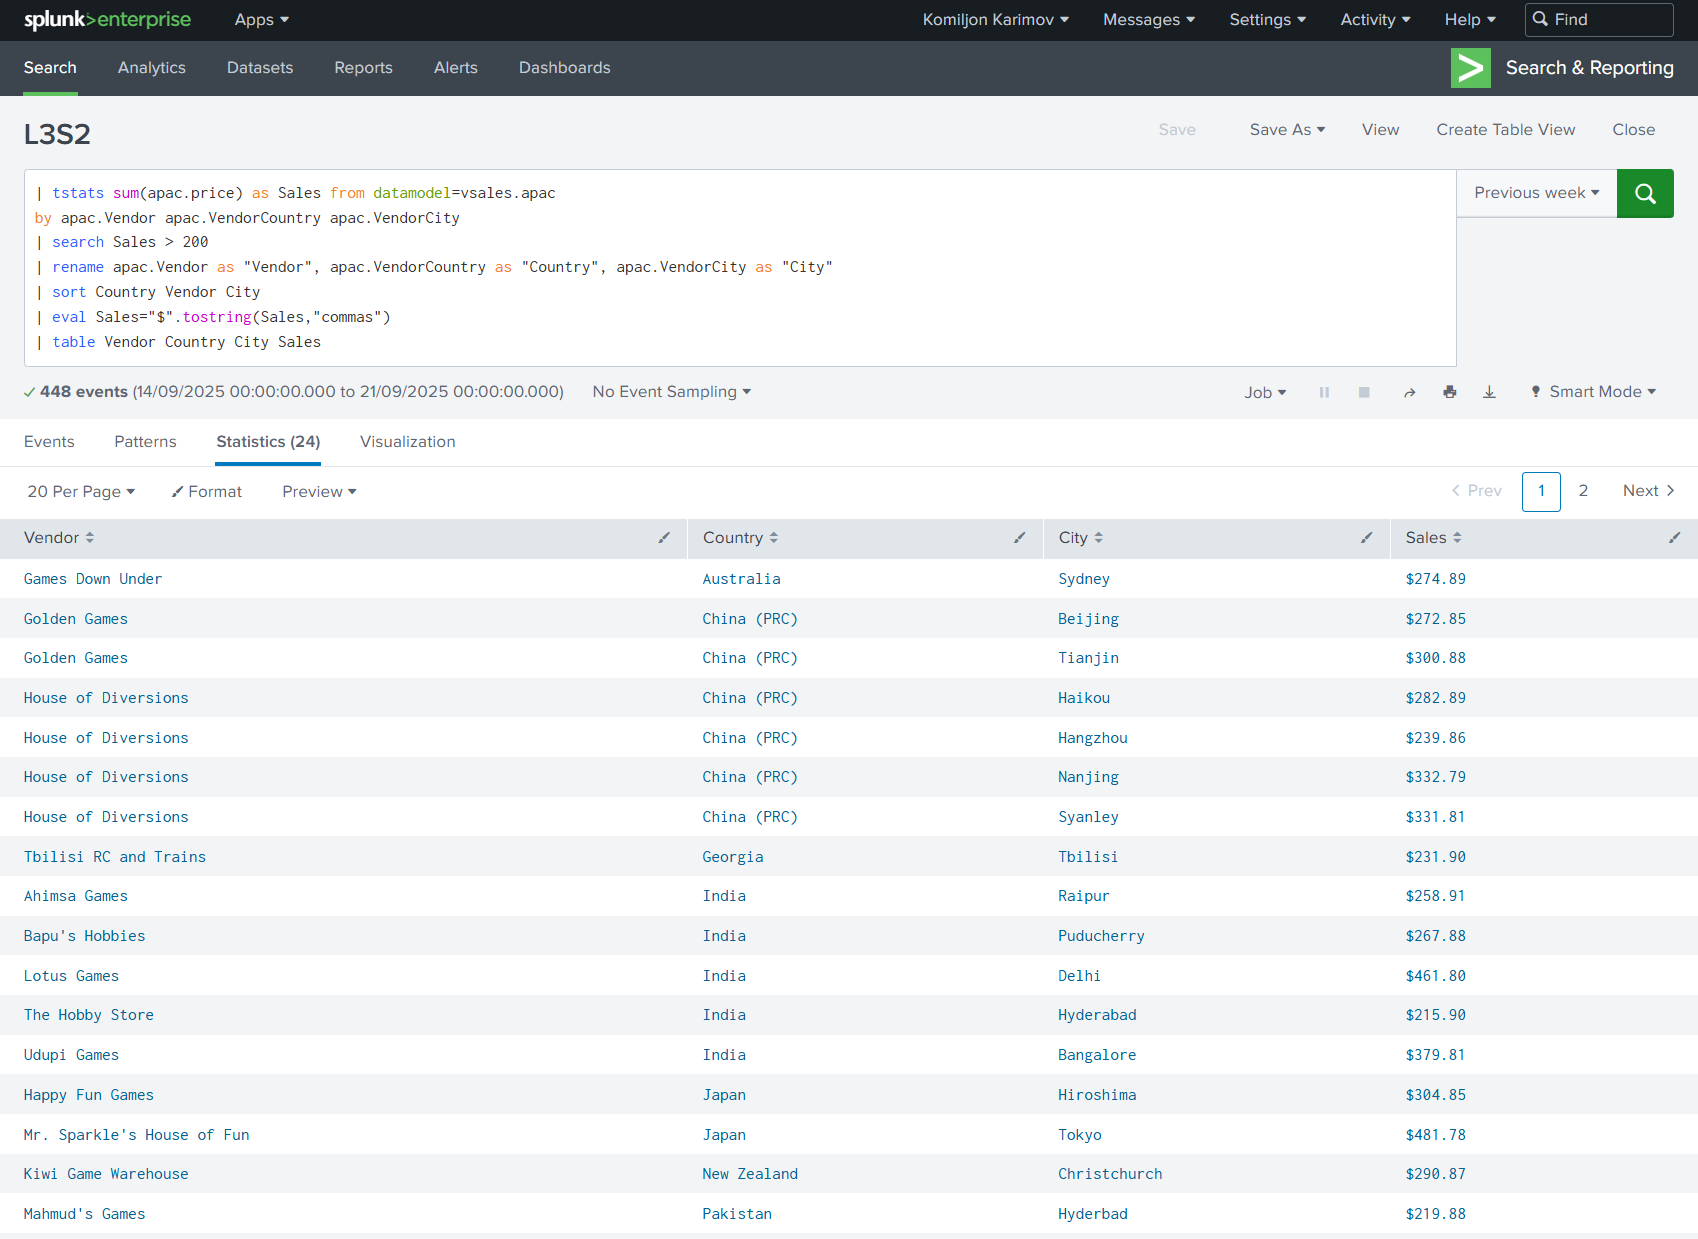 splunk>enterprise Apps Komiljon Karimov Messages Settings Activity Help Find
Search Analytics Datasets Reports Alerts Dashboards Search & Reporting
L3S2 Save Save As View Create Table View Close
| tstats sum(apac.price) as Sales from datamodel=vsales.apac
by apac.Vendor apac.VendorCountry apac.VendorCity
| search Sales > 200
| rename apac.Vendor as "Vendor", apac.VendorCountry as "Country", apac.VendorCity as "City"
| sort Country Vendor City
| eval Sales="$".tostring(Sales,"commas")
| table Vendor Country City Sales
Previous week
448 events (14/09/2025 00:00:00.000 to 21/09/2025 00:00:00.000) No Event Sampling Job Smart Mode
Events Patterns Statistics (24) Visualization
20 Per Page Format Preview < Prev 1 2 Next >
Vendor Country City Sales
Games Down Under Australia Sydney $274.89
Golden Games China (PRC) Beijing $272.85
Golden Games China (PRC) Tianjin $300.88
House of Diversions China (PRC) Haikou $282.89
House of Diversions China (PRC) Hangzhou $239.86
House of Diversions China (PRC) Nanjing $332.79
House of Diversions China (PRC) Syanley $331.81
Tbilisi RC and Trains Georgia Tbilisi $231.90
Ahimsa Games India Raipur $258.91
Bapu's Hobbies India Puducherry $267.88
Lotus Games India Delhi $461.80
The Hobby Store India Hyderabad $215.90
Udupi Games India Bangalore $379.81
Happy Fun Games Japan Hiroshima $304.85
Mr. Sparkle's House of Fun Japan Tokyo $481.78
Kiwi Game Warehouse New Zealand Christchurch $290.87
Mahmud's Games Pakistan Hyderbad $219.88